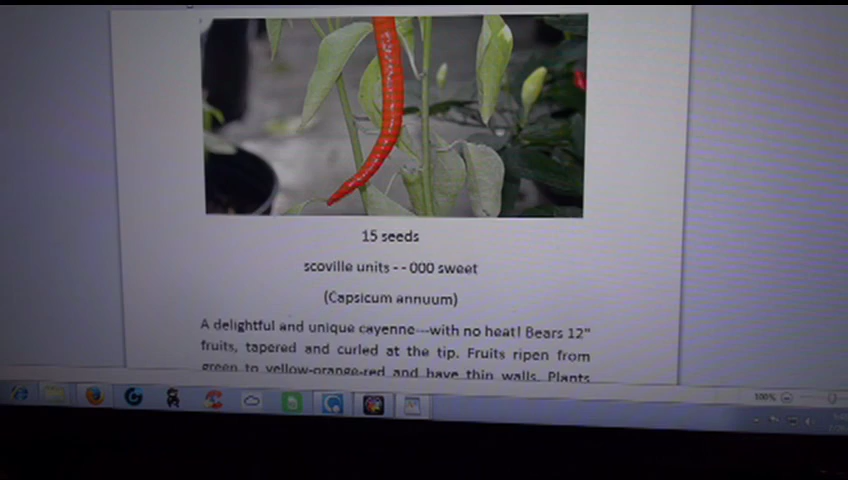 15 seeds
scoville units - - 000 sweet
(Capsicum annuum)
A delightful and unique cayenne---with no heat! Bears 12"
fruits, tapered and curled at the tip. Fruits ripen from
green to yellow-orange-red and have thin walls. Plants
100%